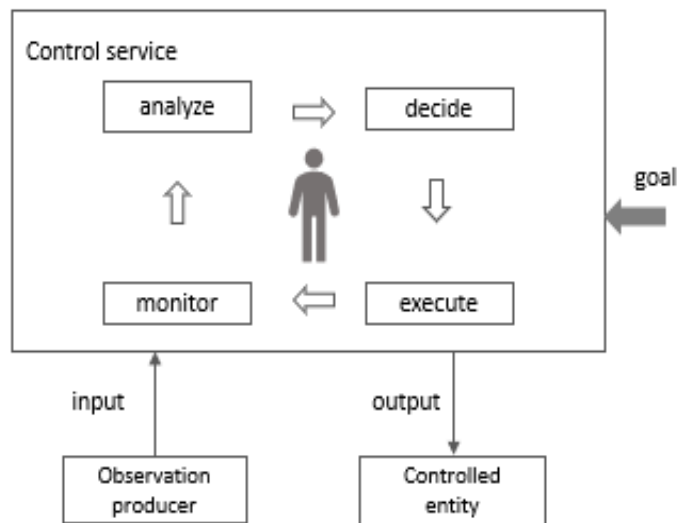 Control service
analyze
decide
goal
monitor
execute
input
output
Observation
producer
Controlled
entity